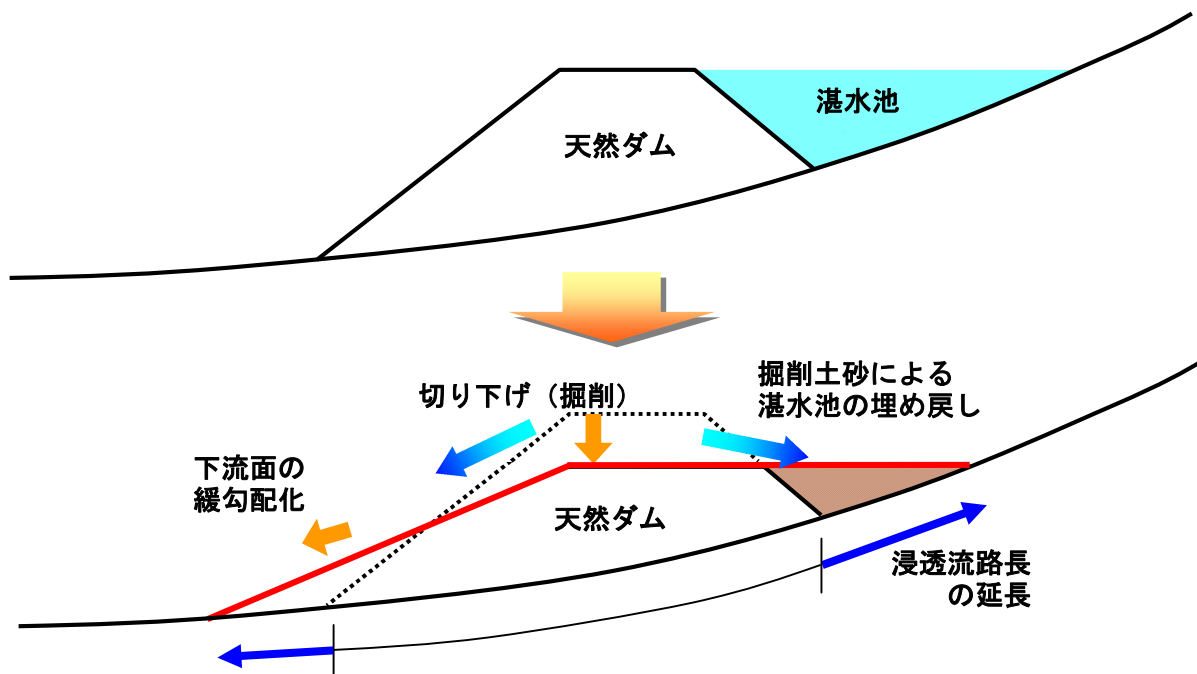 湛水池
天然ダム
切り下げ（掘削）
掘削土砂による
湛水池の埋め戻し
下流面の
緩勾配化
天然ダム
浸透流路長
の延長